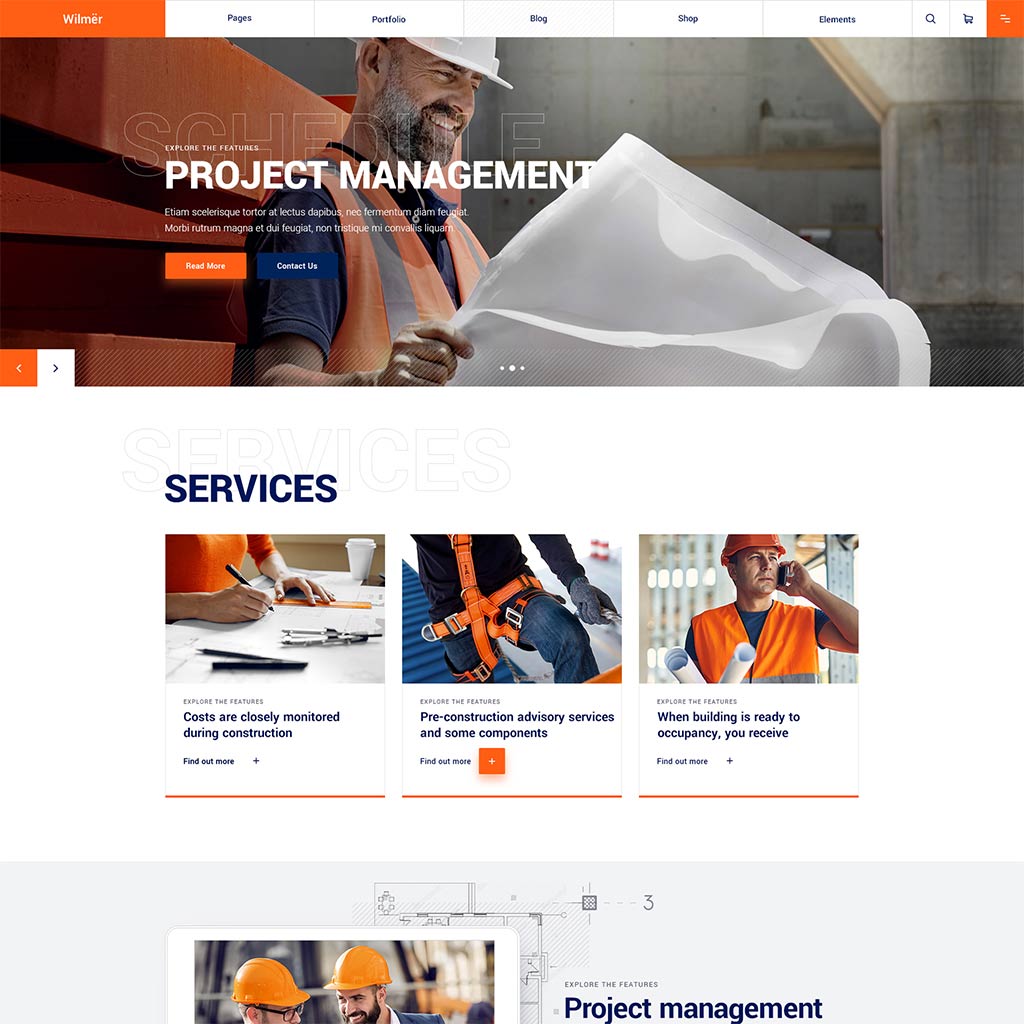 Wilmër
Pages
Portfolio
Blog
Shop
Elements
SCHEDULE
EXPLORE THE FEATURES
PROJECT MANAGEMENT
Etiam scelerisque tortor at lectus dapibus, nec fermentum diam feugiat.
Morbi rutrum magna et dui feugiat, non tristique mi convallis liquam.
Read More
Contact Us
SERVICES
SERVICES
EXPLORE THE FEATURES
Costs are closely monitored
during construction
Find out more +
EXPLORE THE FEATURES
Pre-construction advisory services
and some components
Find out more +
EXPLORE THE FEATURES
When building is ready to
occupancy, you receive
Find out more +
3
EXPLORE THE FEATURES
Project management